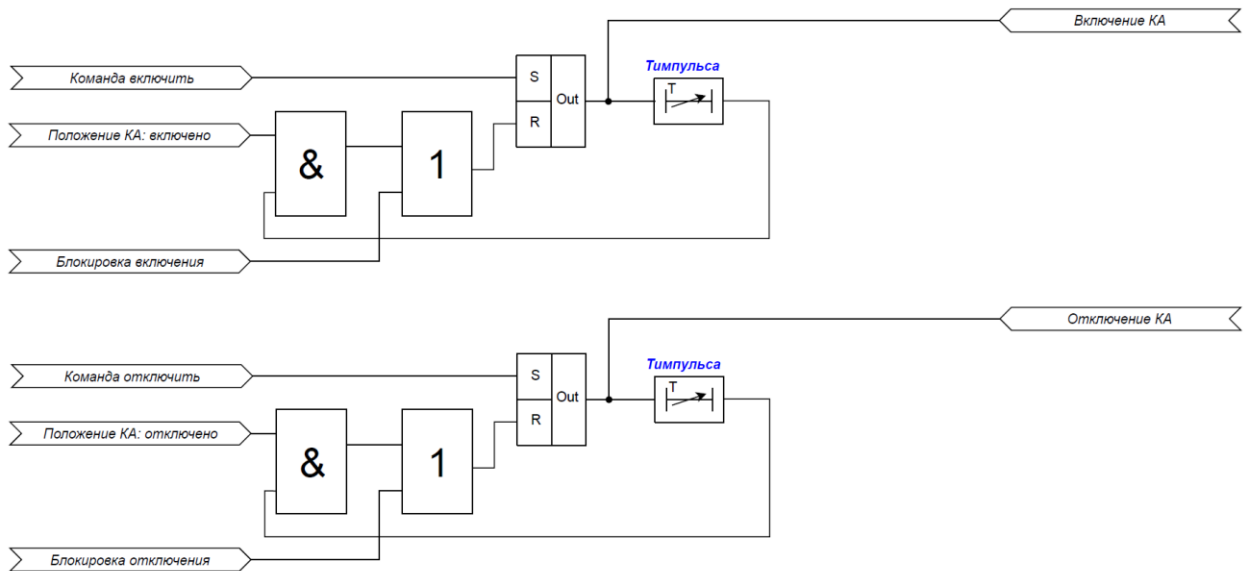 Включение КА
Команда включить
S
Out
R
Тимпульса
T
Положение КА: включено
&
1
Блокировка включения
Отключение КА
Команда отключить
S
Out
R
Тимпульса
T
Положение КА: отключено
&
1
Блокировка отключения